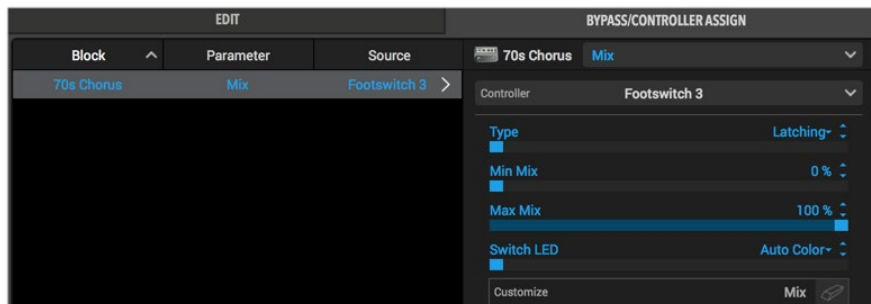 EDIT
BYPASS/CONTROLLER ASSIGN
Block Parameter Source
70s Chorus Mix Footswitch 3
70s Chorus Mix
Controller Footswitch 3
Type Latching
Min Mix 0 %
Max Mix 100 %
Switch LED Auto Color
Customize Mix